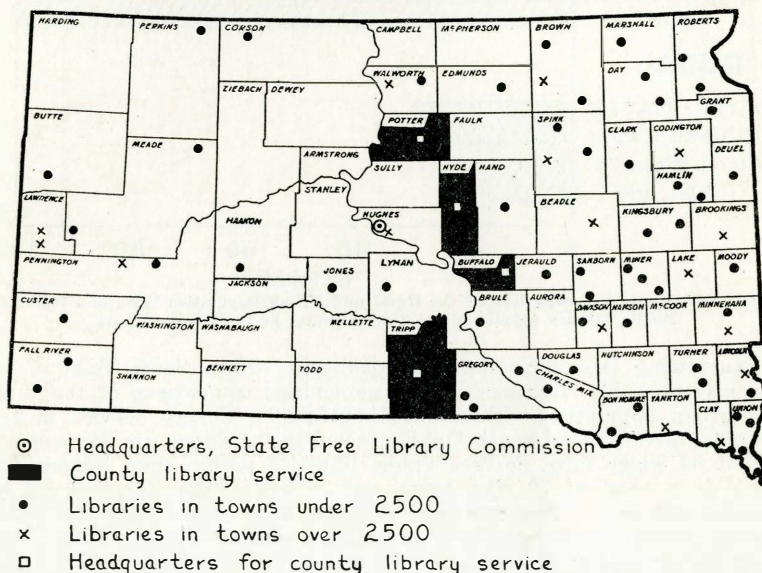 HARDING PERKINS CORSON CAMPBELL McPHERSON BROWN MARSHALL ROBERTS
WALWORTH EDMUNDS DAY
ZIEBACH DEWEY GRANT
BUTTE POTTER FAULK SPINK CLARK CODINGTON
MEADE ARMSTRONG SULLY HYDE HAND HAMLIN DEUEL
STANLEY
LAWRENCE HAAKON HUGHES BEADLE KINGSBURY BROOKINGS
PENNINGTON JACKSON JONES LYMAN BUFFALO JERAULD SANBORN MINER LAKE MOODY
CUSTER WASHINGTON WASHABAUGH MELLETTE TRIPP BRULE AURORA DAVISON HANSON McCOOK MINNEHAHA
FALL RIVER SHANNON BENNETT TODD GREGORY DOUGLAS HUTCHINSON TURNER LINCOLN
CHARLES MIX
BON HOMME YANKTON CLAY UNION
Headquarters, State Free Library Commission
County library service
Libraries in towns under 2500
Libraries in towns over 2500
Headquarters for county library service